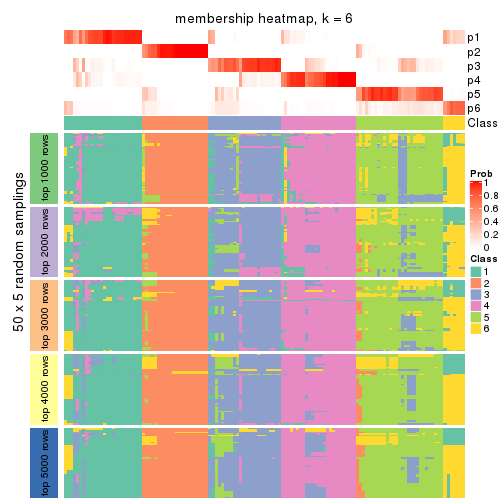 membership heatmap, k = 6
p1
p2
p3
p4
p5
p6
Class
50 x 5 random samplings
top 1000 rows
top 2000 rows
top 3000 rows
top 4000 rows
top 5000 rows
Prob
1
0.8
0.6
0.4
0.2
0
Class
1
2
3
4
5
6